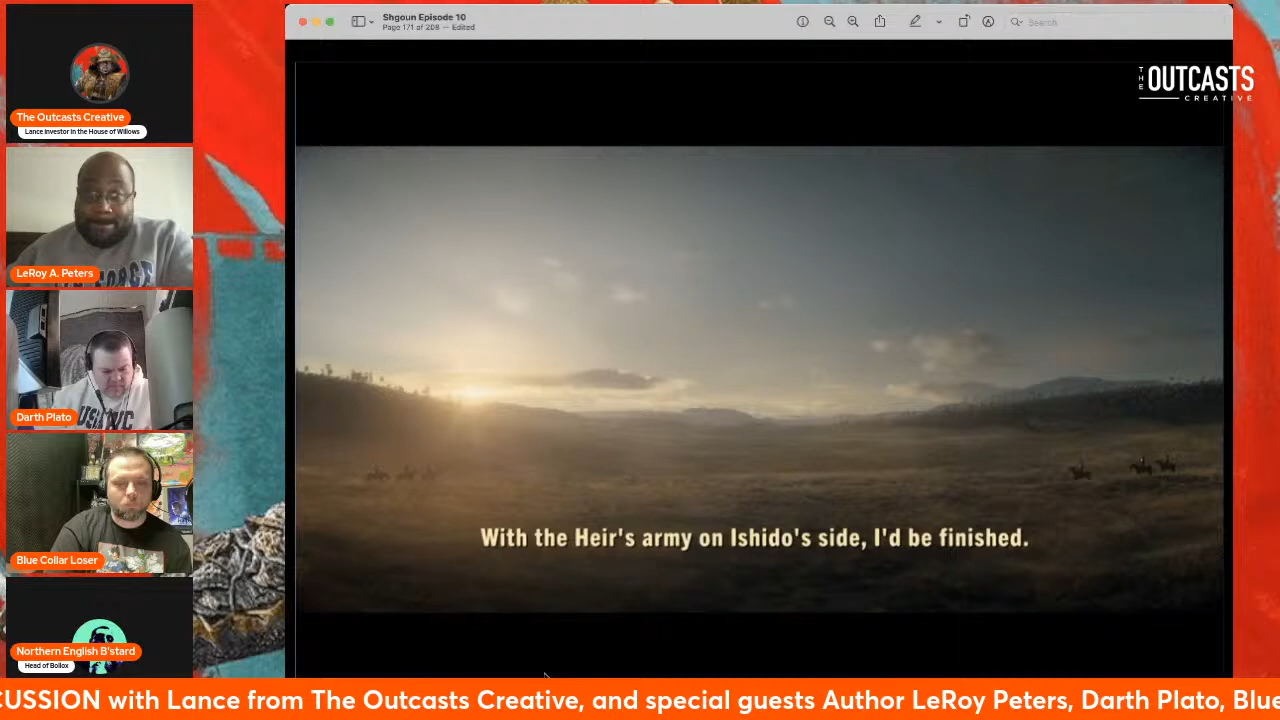 The Outcasts Creative
Lance investor in the House of Willows
LeRoy A. Peters
Darth Plato
Blue Collar Loser
Northern English B'stard
Head of Bollox
Shgoun Episode 10
Page 171 of 208 — Edited
Search
THE OUTCASTS
CREATIVE
With the Heir's army on Ishido's side, I'd be finished.
CUSSION with Lance from The Outcasts Creative, and special guests Author LeRoy Peters, Darth Plato, Blue